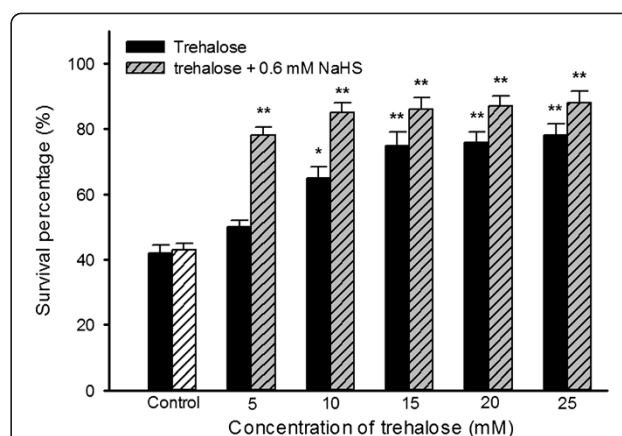 Trehalose
trehalose + 0.6 mM NaHS
Survival percentage (%)
100
80
60
40
20
0
** ** ** ** **
* ** ** **
Control 5 10 15 20 25
Concentration of trehalose (mM)